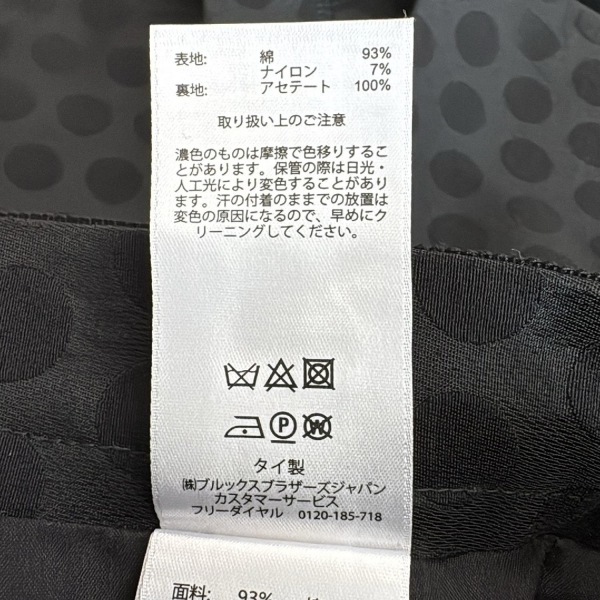 表地: 綿 93%
ナイロン 7%
裏地: アセテート 100%
取り扱い上のご注意
濃色のものは摩擦で色移りするこ
とがあります。保管の際は日光・
人工光により変色することがあり
ます。汗の付着のままでの放置は
変色の原因になるので、早めにク
リーニングしてください。
P W
タイ製
㈱ブルックスブラザーズジャパン
カスタマーサービス
フリーダイヤル 0120-185-718
面料: 93%